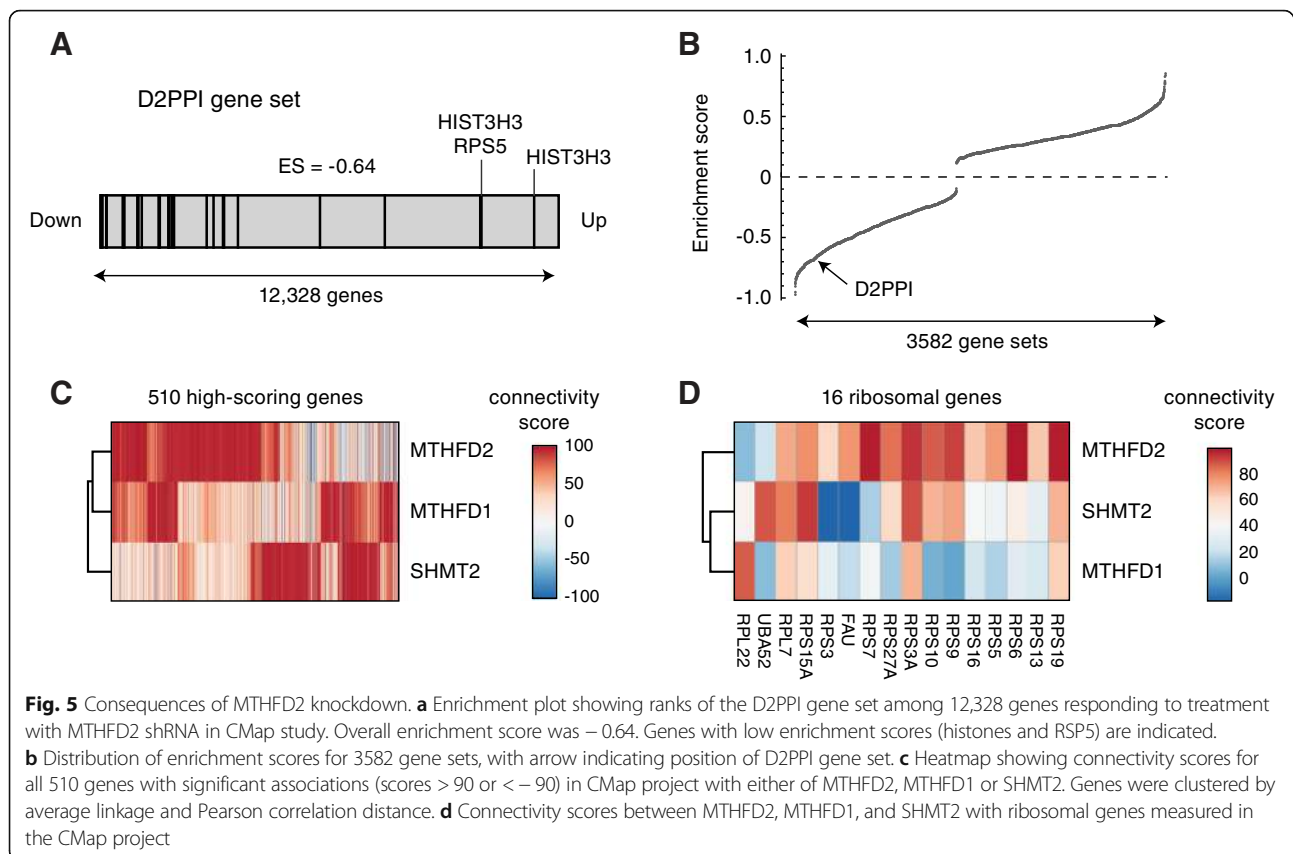 A
D2PPI gene set
HIST3H3
RPS5
HIST3H3
ES = -0.64
Down
Up
12,328 genes
B
1.0
0.5
0
-0.5
-1.0
Enrichment score
D2PPI
3582 gene sets
C
510 high-scoring genes
connectivity
score
MTHFD2
MTHFD1
SHMT2
100
50
0
-50
-100
D
16 ribosomal genes
connectivity
score
MTHFD2
SHMT2
MTHFD1
80
60
40
20
0
RPL22
UBA52
RPL7
RPS15A
RPS3
FAU
RPS7
RPS27A
RPS3A
RPS10
RPS9
RPS16
RPS5
RPS6
RPS13
RPS19
Fig. 5 Consequences of MTHFD2 knockdown. a Enrichment plot showing ranks of the D2PPI gene set among 12,328 genes responding to treatment
with MTHFD2 shRNA in CMap study. Overall enrichment score was − 0.64. Genes with low enrichment scores (histones and RSP5) are indicated.
b Distribution of enrichment scores for 3582 gene sets, with arrow indicating position of D2PPI gene set. c Heatmap showing connectivity scores for
all 510 genes with significant associations (scores > 90 or < − 90) in CMap project with either of MTHFD2, MTHFD1 or SHMT2. Genes were clustered by
average linkage and Pearson correlation distance. d Connectivity scores between MTHFD2, MTHFD1, and SHMT2 with ribosomal genes measured in
the CMap project